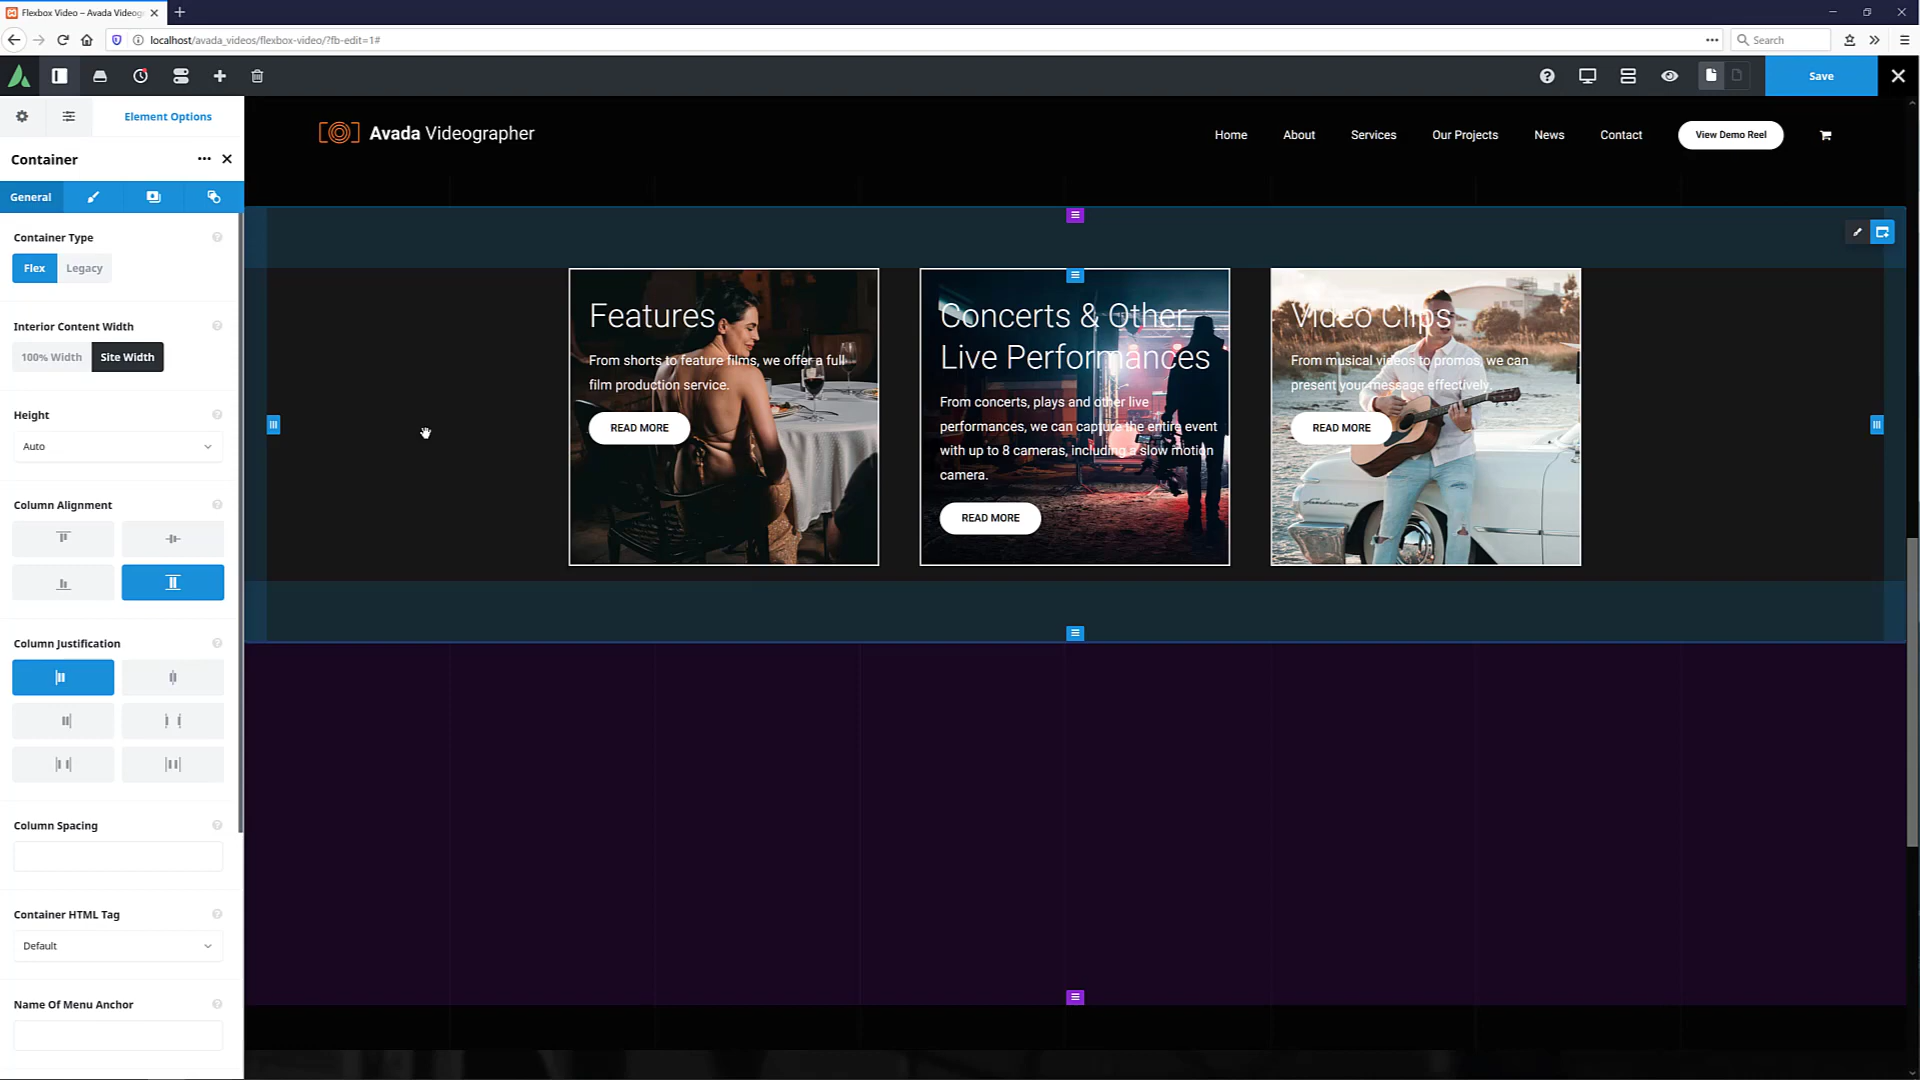 Flexbox Video – Avada Videog
localhost/avada_videos/flexbox-video/?fb-edit=1#
Search
Save
Element Options
Container
General
Container Type
Flex
Legacy
Interior Content Width
100% Width
Site Width
Height
Auto
Column Alignment
Column Justification
Column Spacing
Container HTML Tag
Default
Name Of Menu Anchor
Avada Videographer
Home
About
Services
Our Projects
News
Contact
View Demo Reel
Features
From shorts to feature films, we offer a full
film production service.
READ MORE
Concerts & Other
Live Performances
From concerts, plays and other live
performances, we can capture the entire event
with up to 8 cameras, including a slow motion
camera.
READ MORE
Video Clips
From musical videos to promos, we can
present your message effectively.
READ MORE